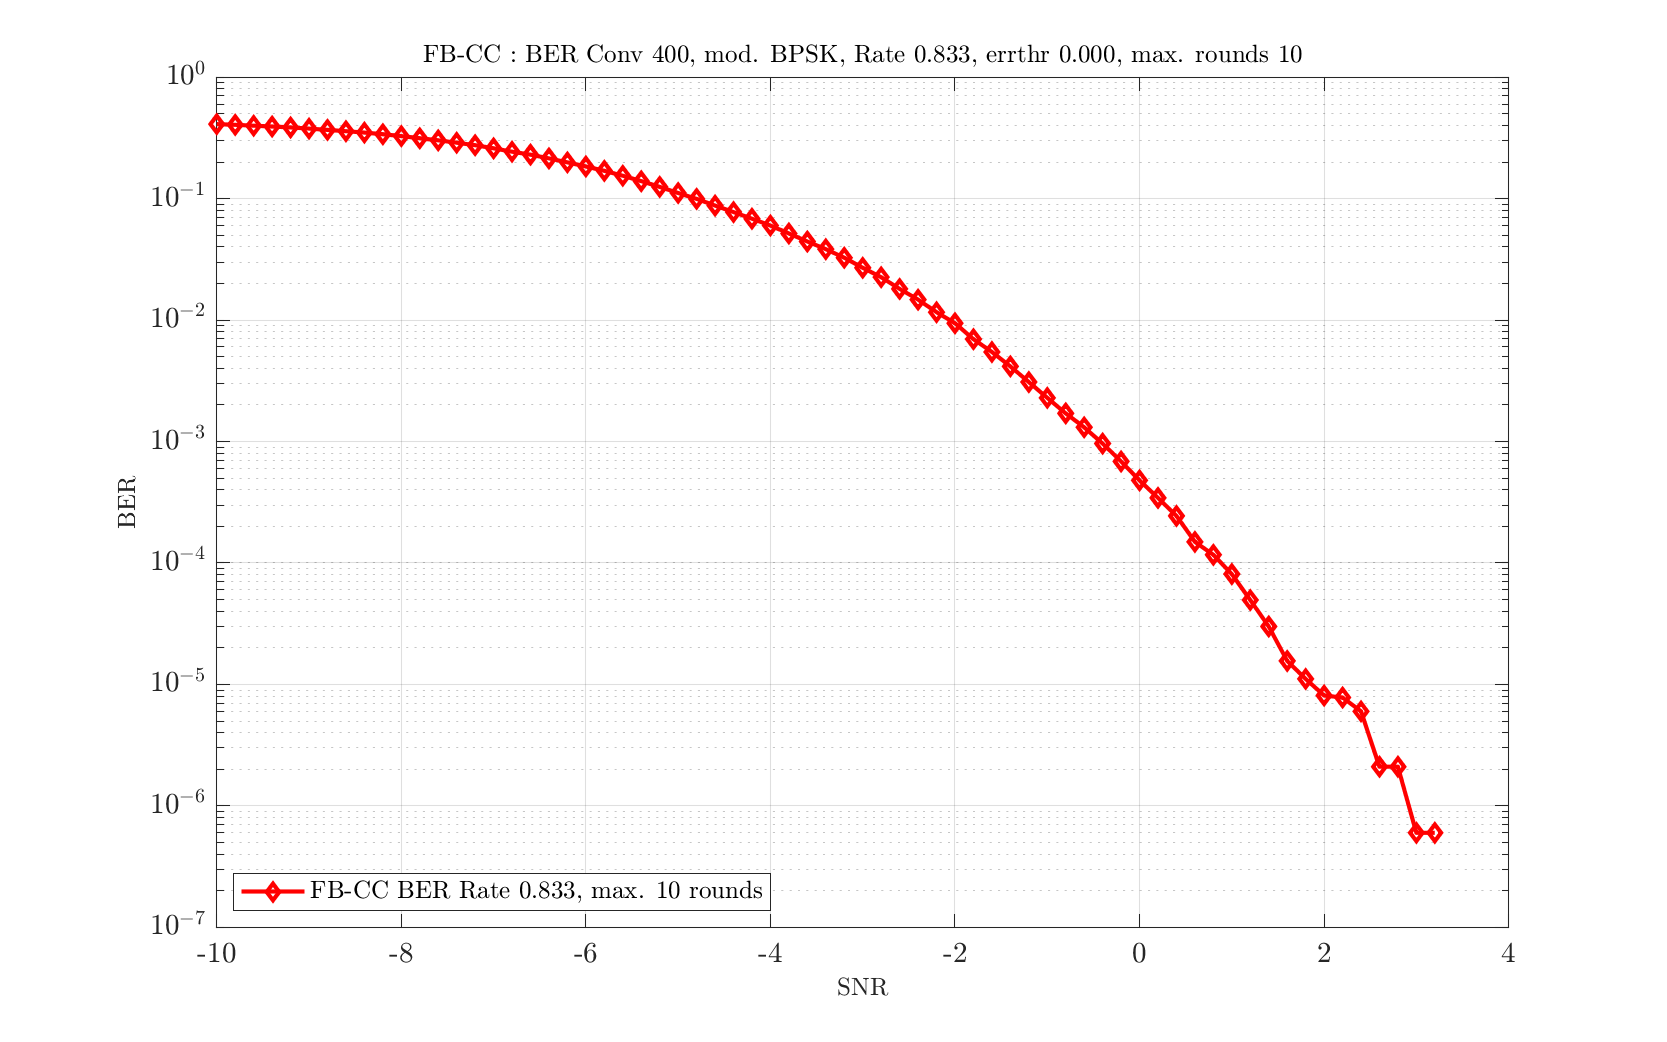 FB-CC : BER Conv 400, mod. BPSK, Rate 0.833, errthr 0.000, max. rounds 10
10^0
10^-1
10^-2
10^-3
10^-4
10^-5
10^-6
10^-7
BER
FB-CC BER Rate 0.833, max. 10 rounds
-10 -8 -6 -4 -2 0 2 4
SNR